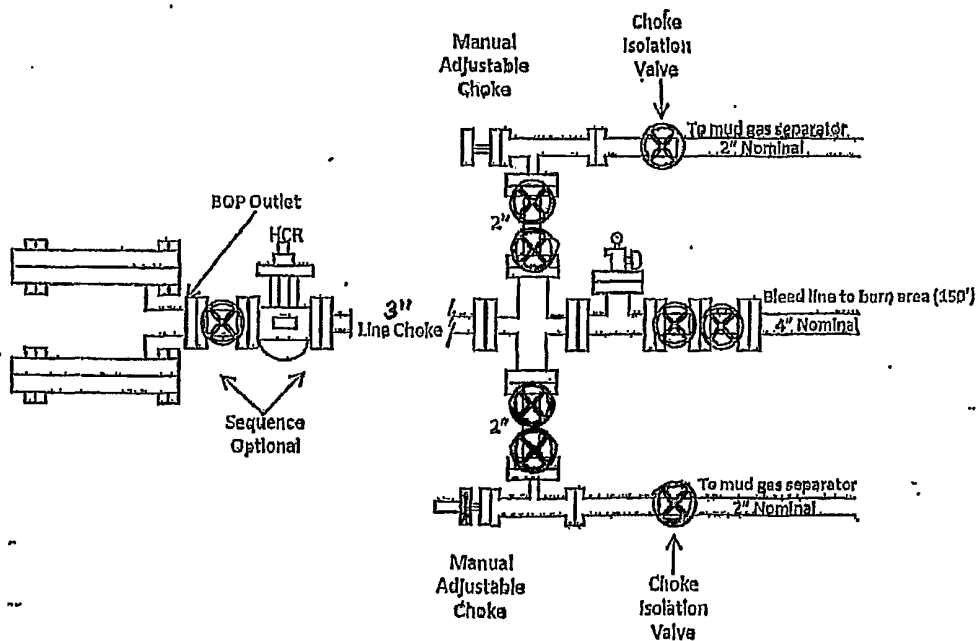 Choke
Isolation
Valve
Manual
Adjustable
Choke
To mud gas separator
2" Nominal
BOP Outlet
HCR
2"
3"
Line Choke
Bleed line to burn area (150')
4" Nominal
Sequence
Optional
2"
To mud gas separator
2" Nominal
Manual
Adjustable
Choke
Choke
Isolation
Valve